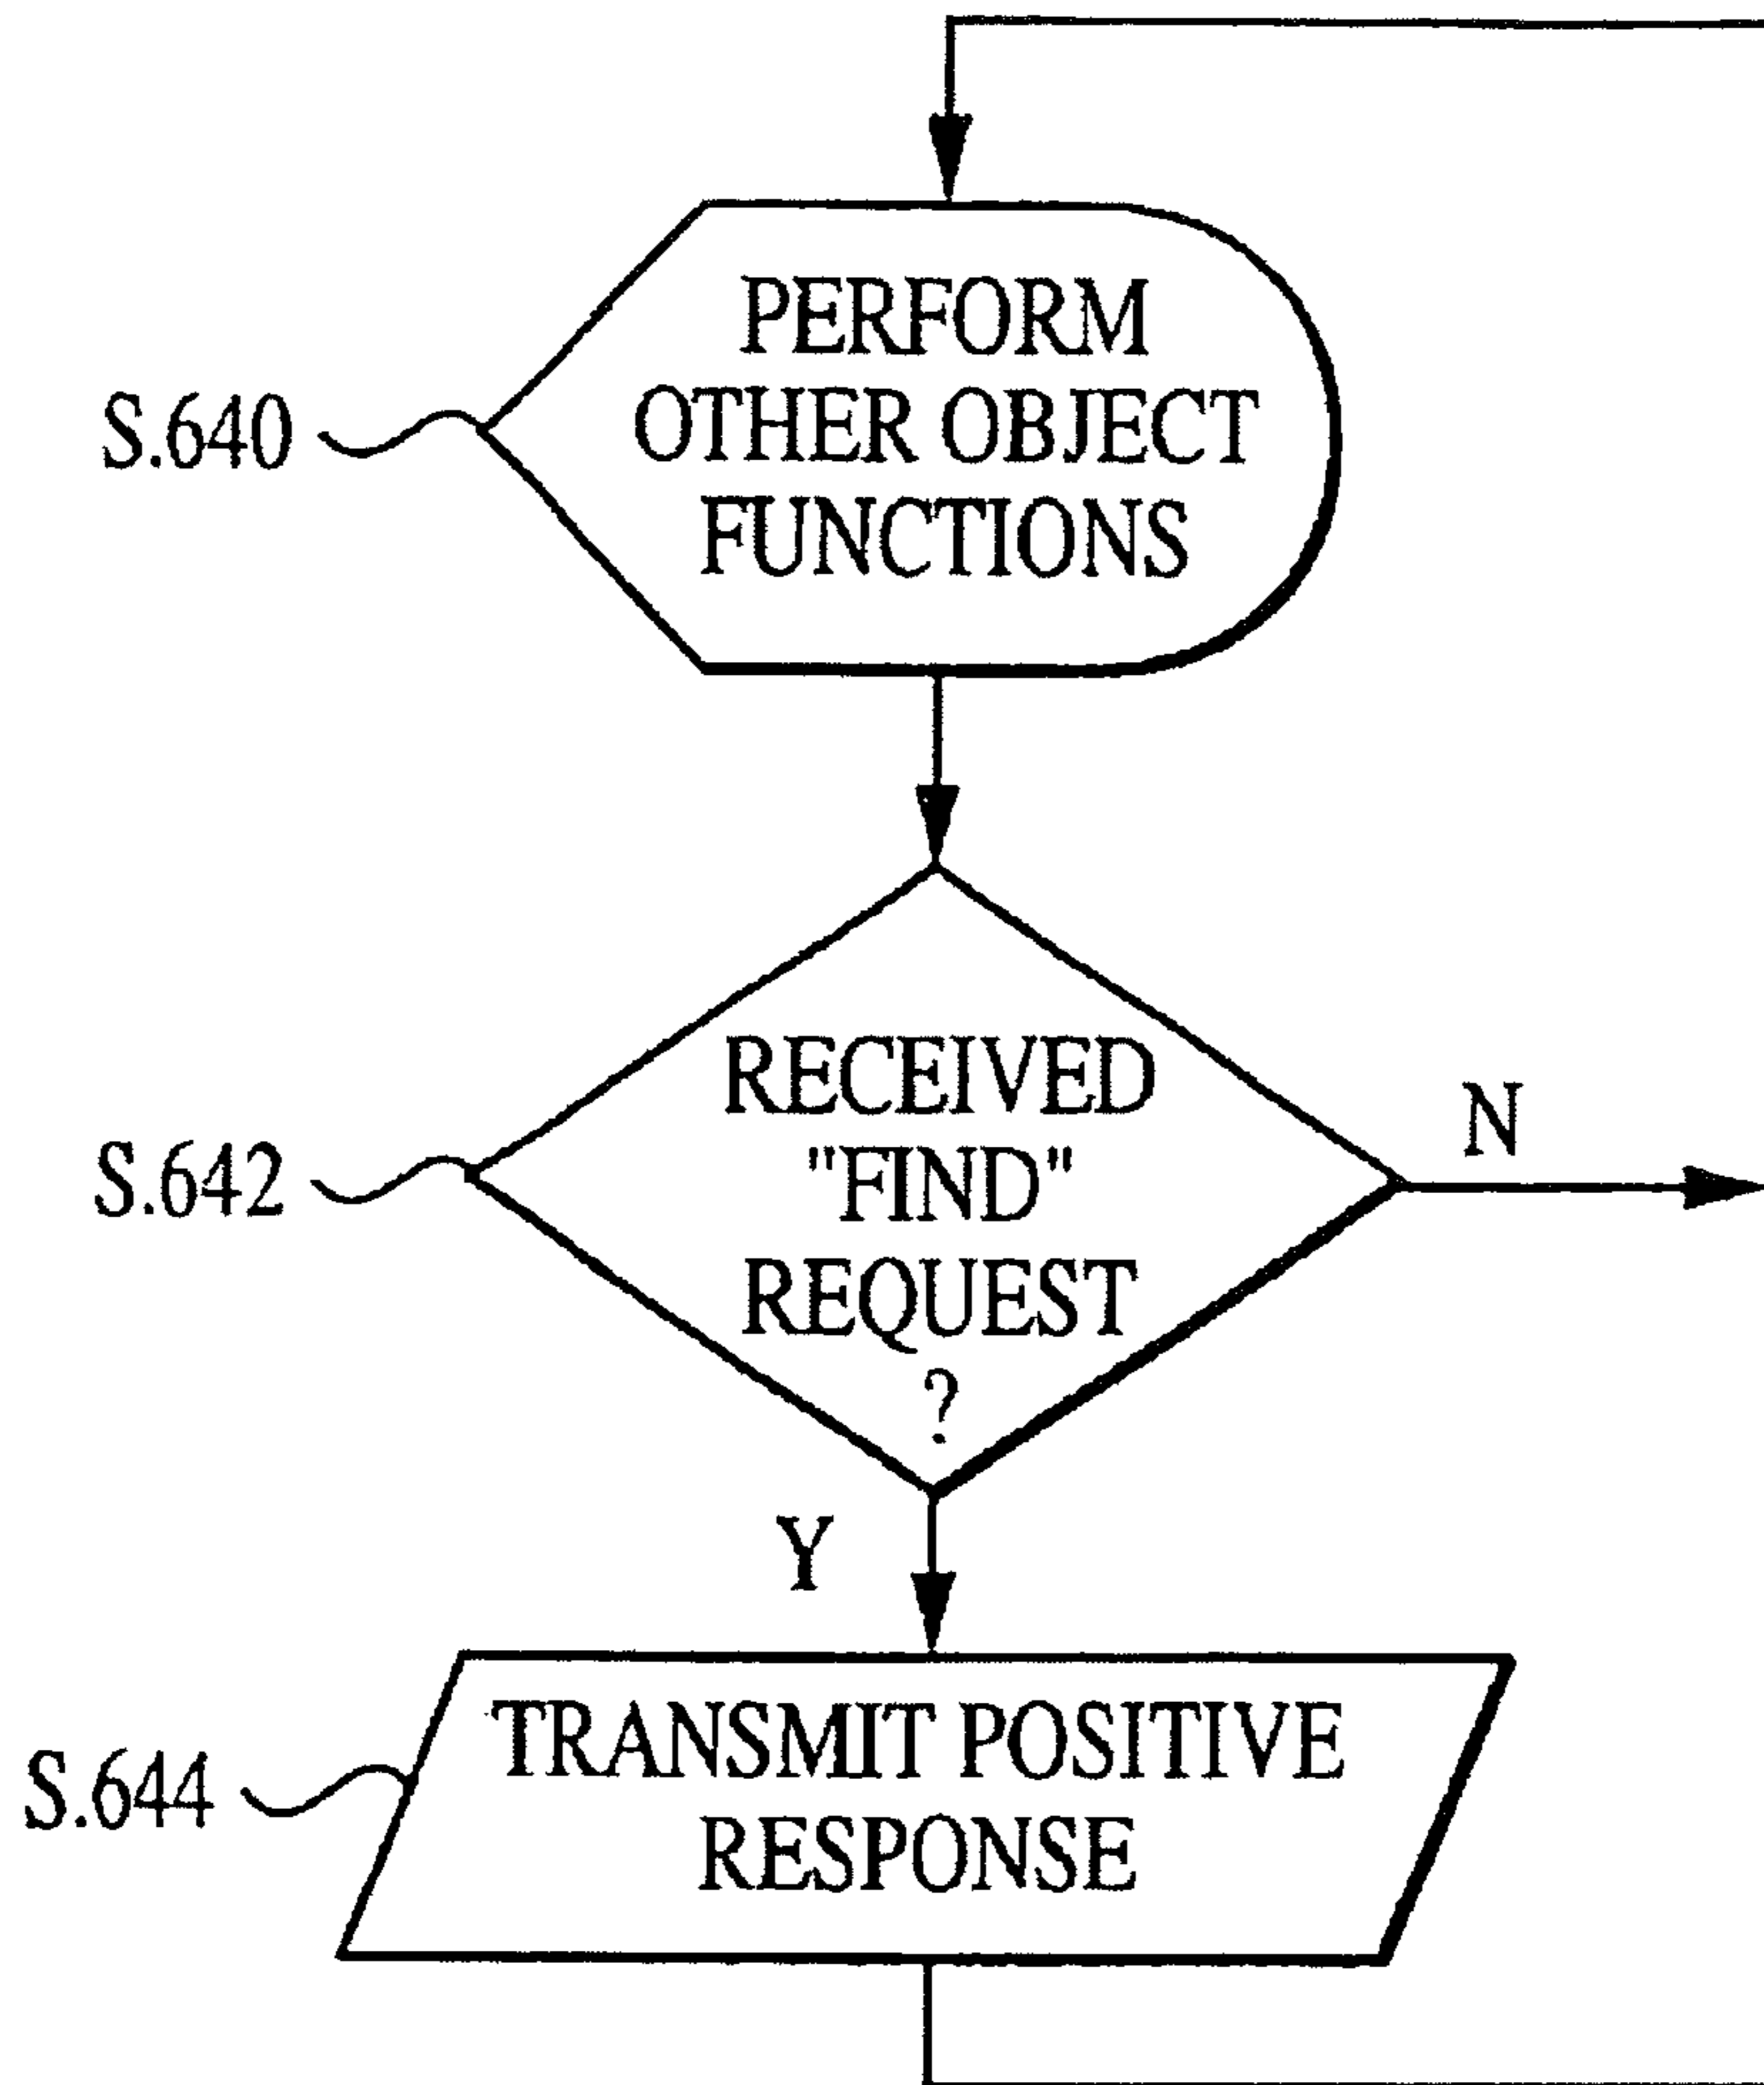 PERFORM
OTHER OBJECT
FUNCTIONS
S.640
RECEIVED
"FIND"
REQUEST
?
S.642
N
Y
TRANSMIT POSITIVE
RESPONSE
S.644